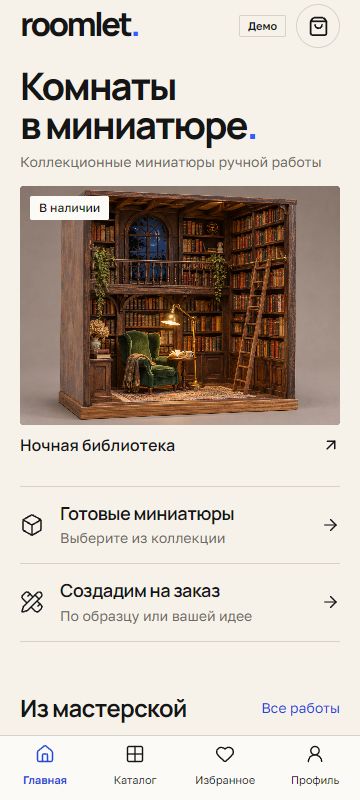 roomlet.
Демо
Комнаты
в миниатюре.
Коллекционные миниатюры ручной работы
В наличии
Ночная библиотека
Готовые миниатюры
Выберите из коллекции
Создадим на заказ
По образцу или вашей идее
Из мастерской
Все работы
Главная
Каталог
Избранное
Профиль